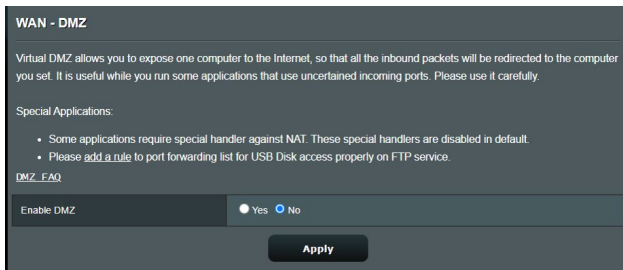 WAN - DMZ
Virtual DMZ allows you to expose one computer to the Internet, so that all the inbound packets will be redirected to the computer
you set. It is useful while you run some applications that use uncertained incoming ports. Please use it carefully.
Special Applications:
• Some applications require special handler against NAT. These special handlers are disabled in default.
• Please add a rule to port forwarding list for USB Disk access properly on FTP service.
DMZ FAQ
Enable DMZ Yes No
Apply